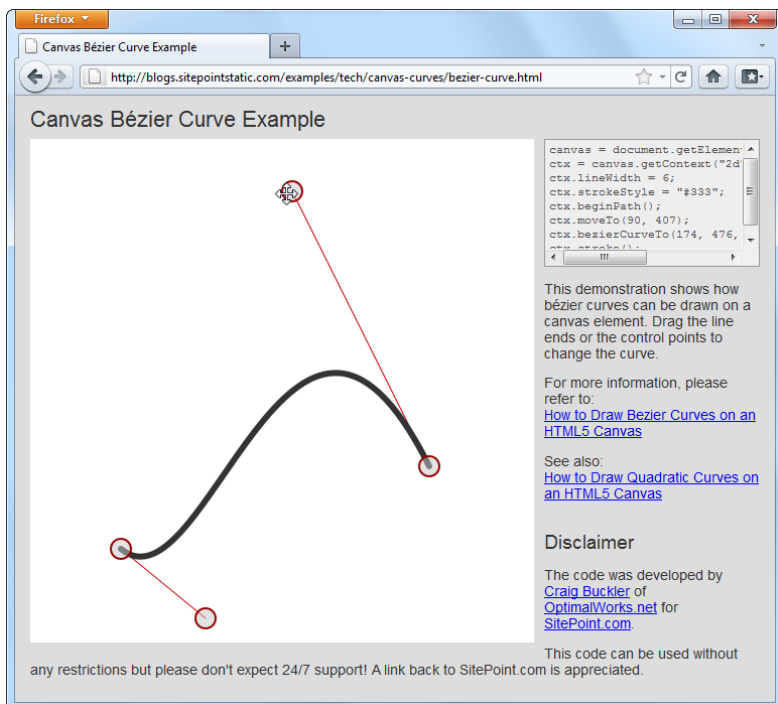 Firefox
Canvas Bézier Curve Example
http://blogs.sitepointstatic.com/examples/tech/canvas-curves/bezier-curve.html
Canvas Bézier Curve Example
canvas = document.getElemen
ctx = canvas.getContext("2d
ctx.lineWidth = 6;
ctx.strokeStyle = "#333";
ctx.beginPath();
ctx.moveTo(90, 407);
ctx.bezierCurveTo(174, 476,
ctx.stroke();
This demonstration shows how
bézier curves can be drawn on a
canvas element. Drag the line
ends or the control points to
change the curve.
For more information, please
refer to:
How to Draw Bezier Curves on an
HTML5 Canvas
See also:
How to Draw Quadratic Curves on
an HTML5 Canvas
Disclaimer
The code was developed by
Craig Buckler of
OptimalWorks.net for
SitePoint.com.
This code can be used without
any restrictions but please don't expect 24/7 support! A link back to SitePoint.com is appreciated.